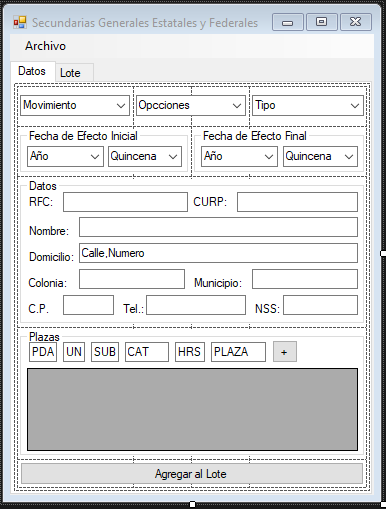 Secundarias Generales Estatales y Federales
Archivo
Datos Lote
Movimiento Opcciones Tipo
Fecha de Efecto Inicial Fecha de Efecto Final
Año Quincena Año Quincena
Datos
RFC: CURP:
Nombre:
Domicilio: Calle,Numero
Colonia: Municipio:
C.P. Tel.: NSS:
Plazas
PDA UN SUB CAT HRS PLAZA +
Agregar al Lote